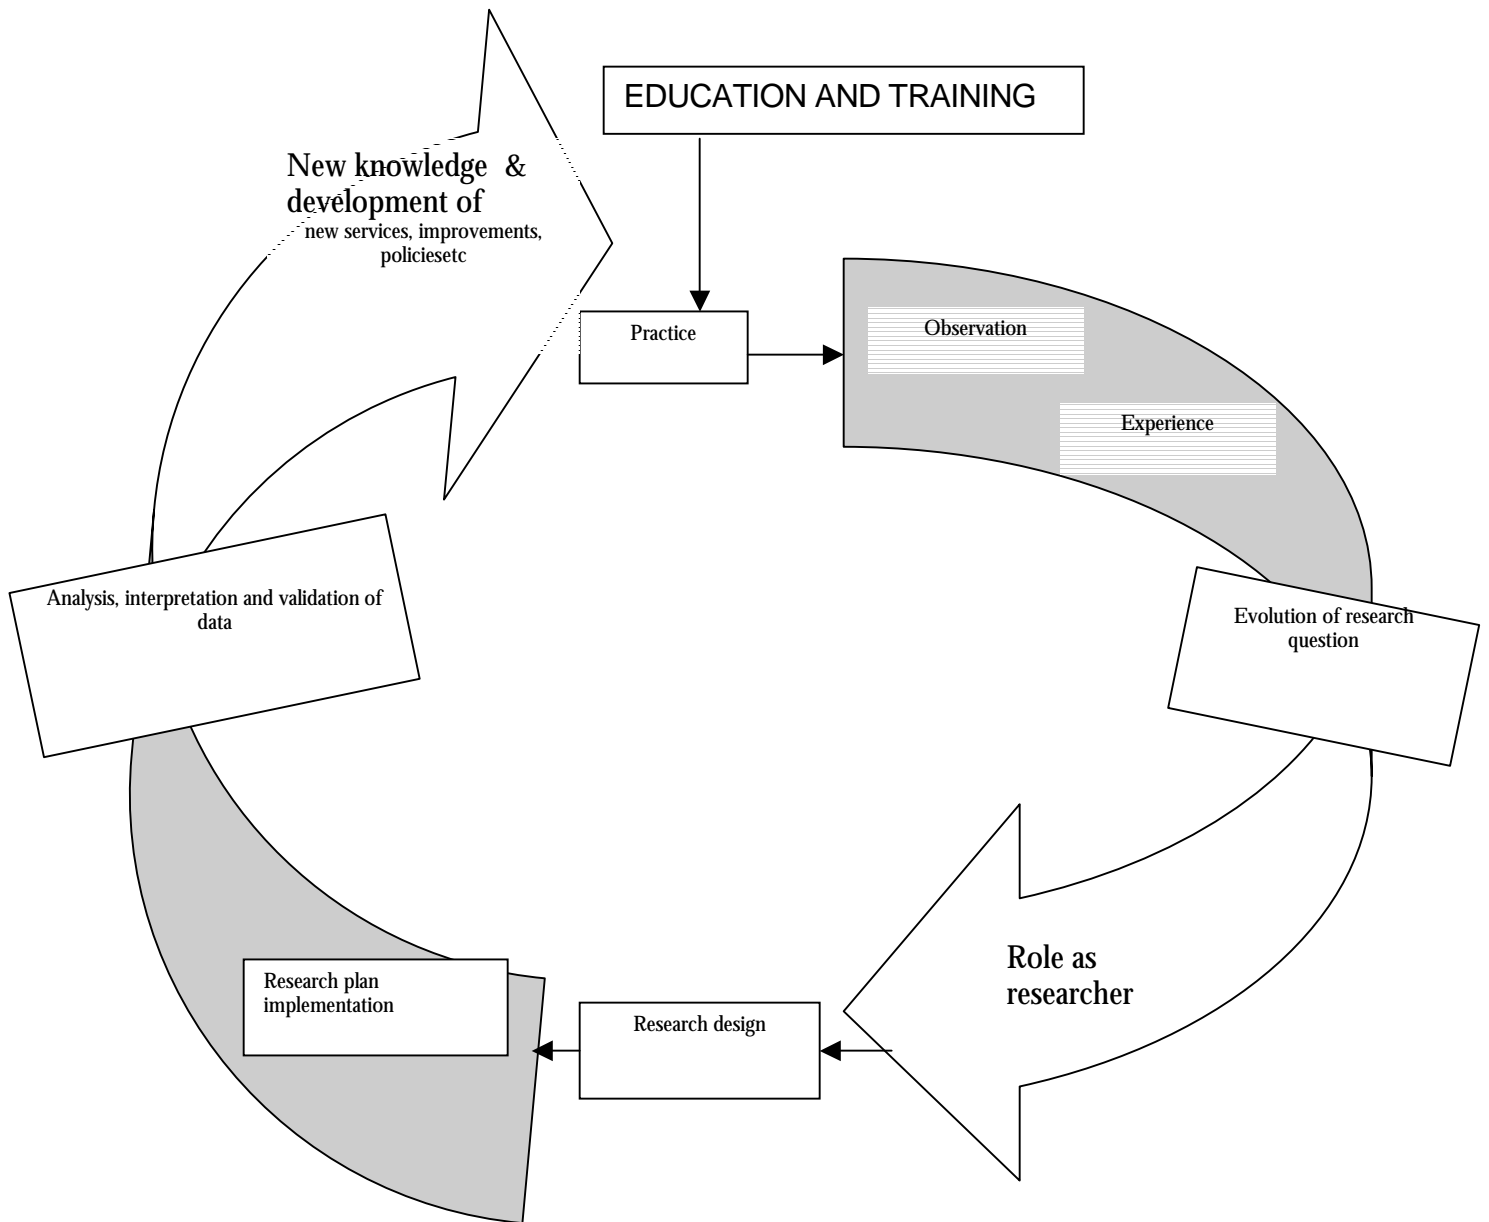 EDUCATION AND TRAINING
New knowledge  &
development of
new services, improvements,
policiesetc
Practice
Observation
Experience
Analysis, interpretation and validation of
data
Evolution of research
question
Role as
researcher
Research plan
implementation
Research design